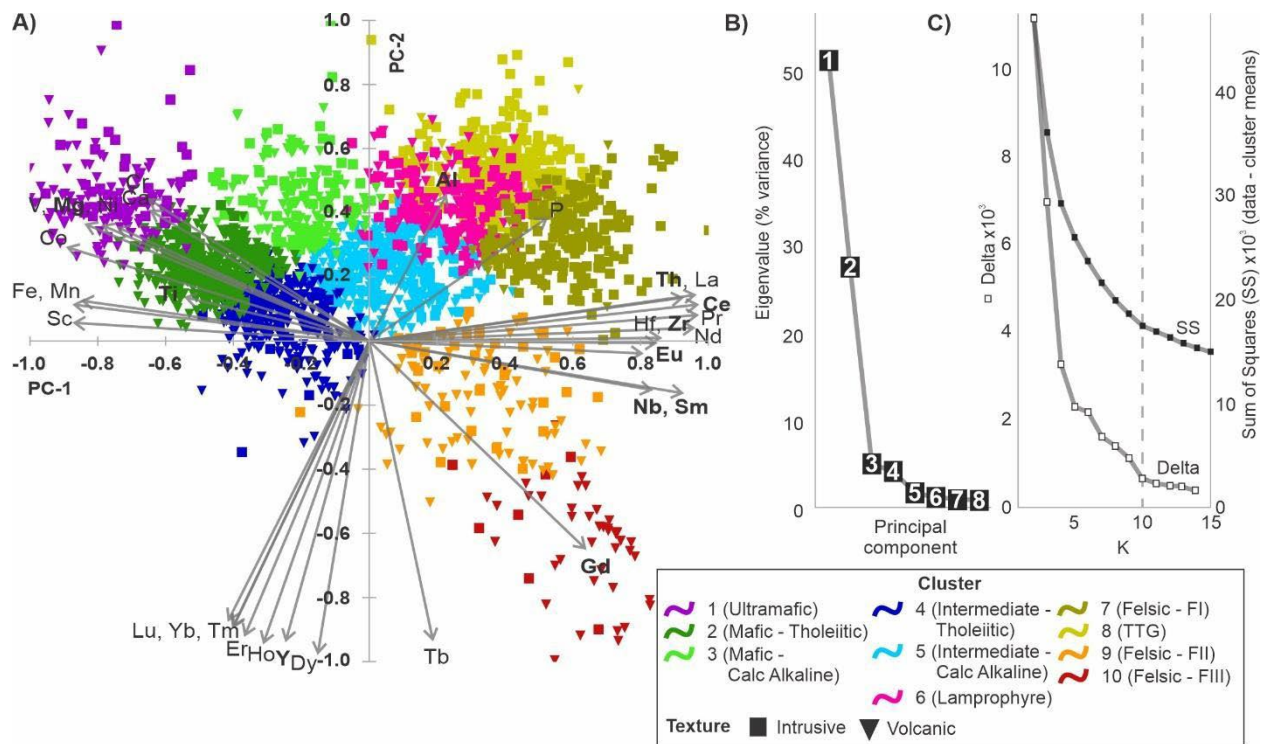 A)
1.0
PC-2
0.8
0.6
0.4
0.2
-0.2
-0.4
-0.6
-0.8
-1.0
-1.0
-0.8
-0.6
-0.4
0.2
0.4
0.6
0.8
1.0
PC-1
Cr
Ca
V, Mg, Ni
Co
Ti
Fe, Mn
Sc
Al
P
Th, La
Ce
Hf, Zr
Pr
Nd
Eu
Nb, Sm
Gd
Lu, Yb, Tm
Er
Ho
Y
Dy
Tb
B)
Eigenvalue (% variance)
50
40
30
20
10
0
1
2
3
4
5
6
7
8
Principal
component
C)
Delta x10³
10
8
6
4
2
0
SS
Delta
5
10
15
K
Sum of Squares (SS) x10³ (data - cluster means)
40
30
20
10
0
Cluster
1 (Ultramafic)
2 (Mafic - Tholeiitic)
3 (Mafic -
Calc Alkaline)
4 (Intermediate -
Tholeiitic)
5 (Intermediate -
Calc Alkaline)
6 (Lamprophyre)
7 (Felsic - FI)
8 (TTG)
9 (Felsic - FII)
10 (Felsic - FIII)
Texture
Intrusive
Volcanic